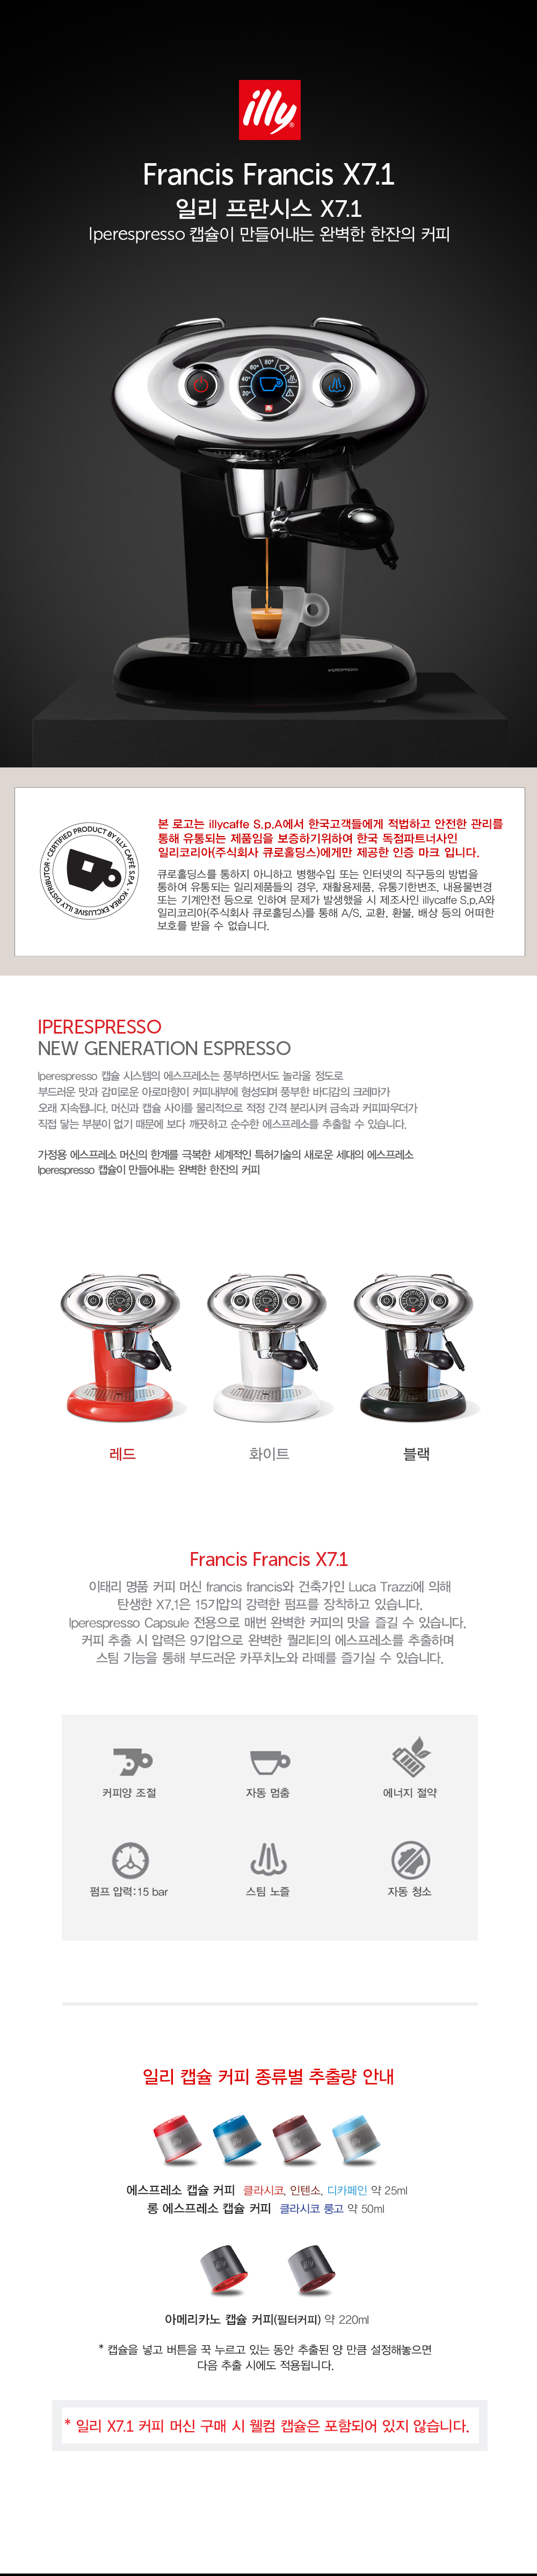 illy
Francis Francis X7.1
일리 프란시스 X7.1
Iperespresso 캡슐이 만들어내는 완벽한 한잔의 커피
20° 40° 60° 80°
IPERESPRESSO
CERTIFIED PRODUCT BY ILLY CAFFÈ S.P.A. · KOREA EXCLUSIVE ILLY DISTRIBUTOR ·
본 로고는 illycaffe S.p.A에서 한국고객들에게 적법하고 안전한 관리를
통해 유통되는 제품임을 보증하기위하여 한국 독점파트너사인
일리코리아(주식회사 큐로홀딩스)에게만 제공한 인증 마크 입니다.
큐로홀딩스를 통하지 아니하고 병행수입 또는 인터넷의 직구등의 방법을
통하여 유통되는 일리제품들의 경우, 재활용제품, 유통기한변조, 내용물변경
또는 기계안전 등으로 인하여 문제가 발생했을 시 제조사인 illycaffe S.p.A와
일리코리아(주식회사 큐로홀딩스)를 통해 A/S, 교환, 환불, 배상 등의 어떠한
보호를 받을 수 없습니다.
IPERESPRESSO
NEW GENERATION ESPRESSO
Iperespresso 캡슐 시스템의 에스프레소는 풍부하면서도 놀라울 정도로
부드러운 맛과 감미로운 아로마향이 커피내부에 형성되며 풍부한 바디감의 크레마가
오래 지속됩니다. 머신과 캡슐 사이를 물리적으로 적정 간격 분리시켜 금속과 커피파우더가
직접 닿는 부분이 없기 때문에 보다 깨끗하고 순수한 에스프레소를 추출할 수 있습니다.
가정용 에스프레소 머신의 한계를 극복한 세계적인 특허기술의 새로운 세대의 에스프레소
Iperespresso 캡슐이 만들어내는 완벽한 한잔의 커피
레드
화이트
블랙
Francis Francis X7.1
이태리 명품 커피 머신 francis francis와 건축가인 Luca Trazzi에 의해
탄생한 X7.1은 15기압의 강력한 펌프를 장착하고 있습니다.
Iperespresso Capsule 전용으로 매번 완벽한 커피의 맛을 즐길 수 있습니다.
커피 추출 시 압력은 9기압으로 완벽한 퀄리티의 에스프레소를 추출하며
스팀 기능을 통해 부드러운 카푸치노와 라떼를 즐기실 수 있습니다.
커피양 조절
자동 멈춤
에너지 절약
펌프 압력:15 bar
스팀 노즐
자동 청소
일리 캡슐 커피 종류별 추출량 안내
에스프레소 캡슐 커피 클라시코, 인텐소, 디카페인 약 25ml
롱 에스프레소 캡슐 커피 클라시코 룽고 약 50ml
아메리카노 캡슐 커피(필터커피) 약 220ml
* 캡슐을 넣고 버튼을 꾹 누르고 있는 동안 추출된 양 만큼 설정해놓으면
다음 추출 시에도 적용됩니다.
* 일리 X7.1 커피 머신 구매 시 웰컴 캡슐은 포함되어 있지 않습니다.